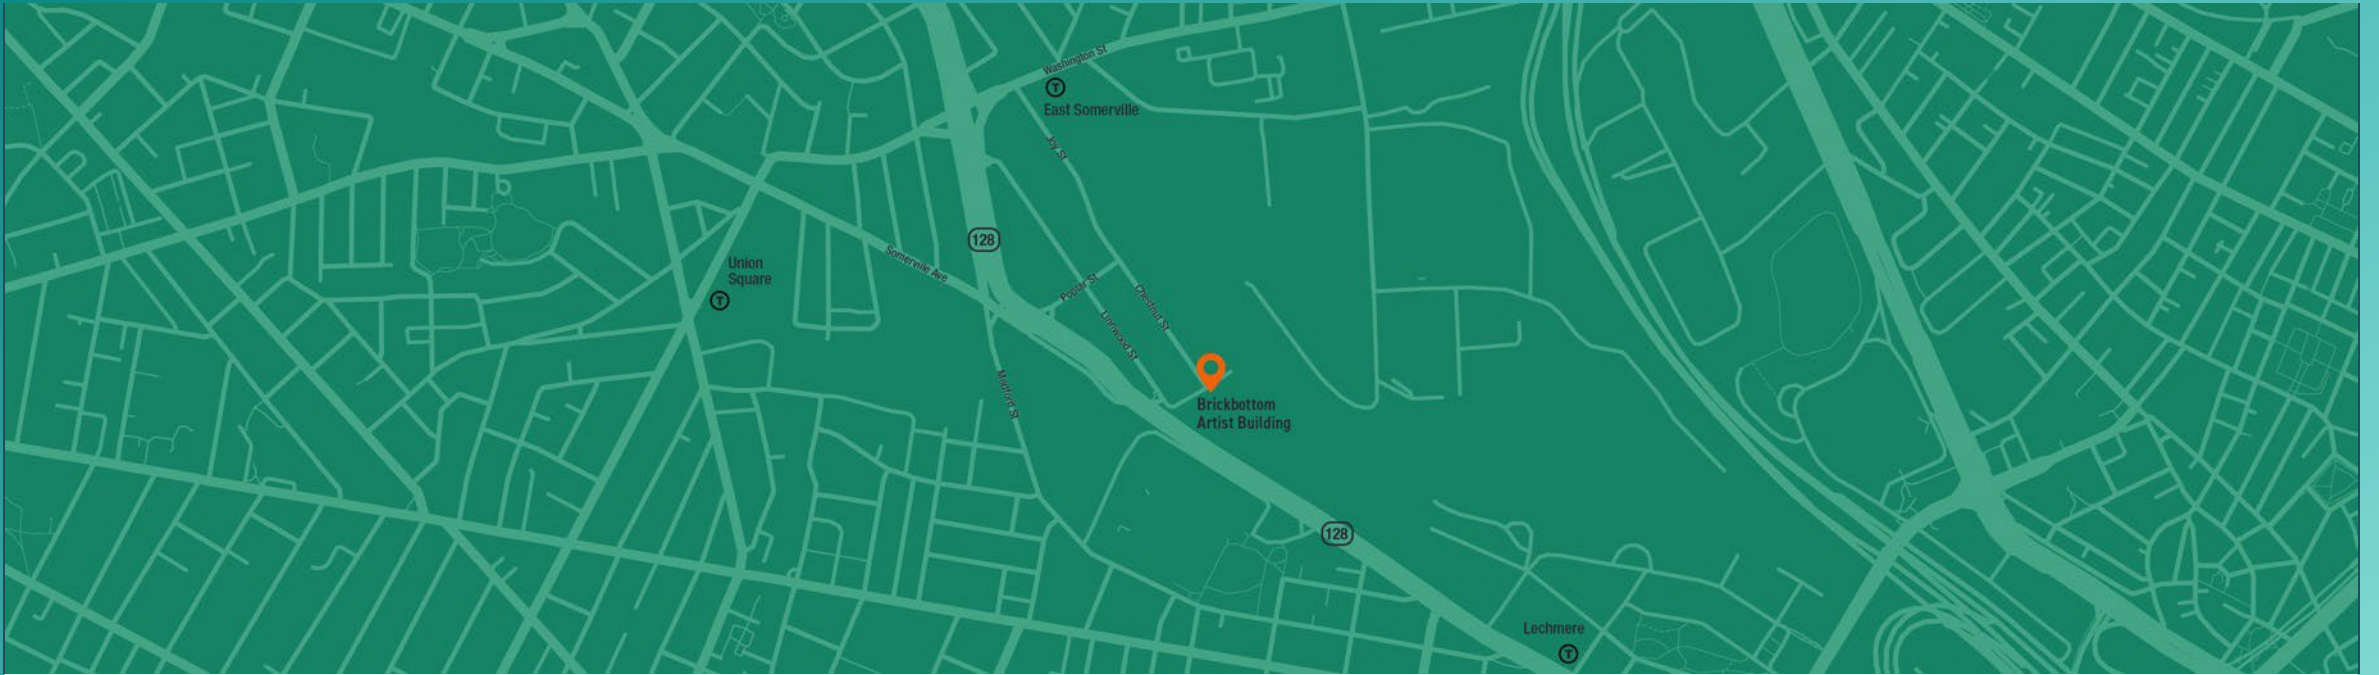 Washington St
T
East Somerville
Joy St
128
Union
Square
T
Somerville Ave
Poplar St
Chestnut St
Linnwood St
Medford St
Brickbottom
Artist Building
128
Lechmere
T